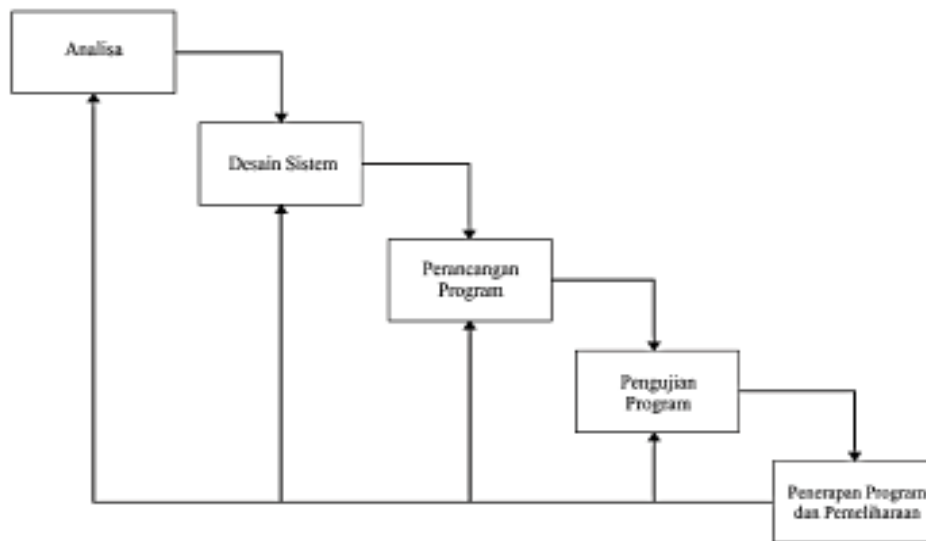 Analisa
Desain Sistem
Perancangan
Program
Pengujian
Program
Penerapan Program
dan Pemeliharaan